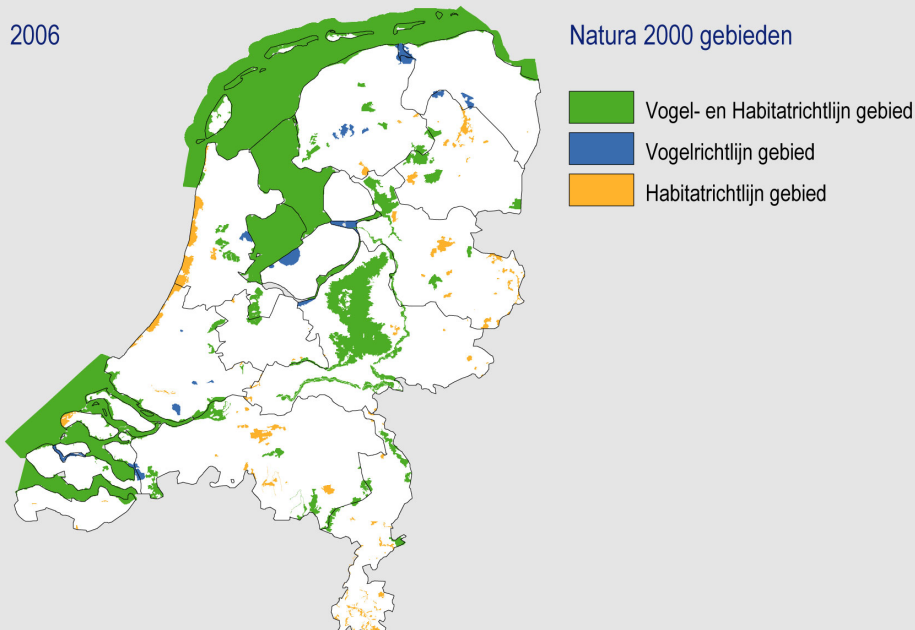 2006
Natura 2000 gebieden
Vogel- en Habitatrichtlijn gebied
Vogelrichtlijn gebied
Habitatrichtlijn gebied